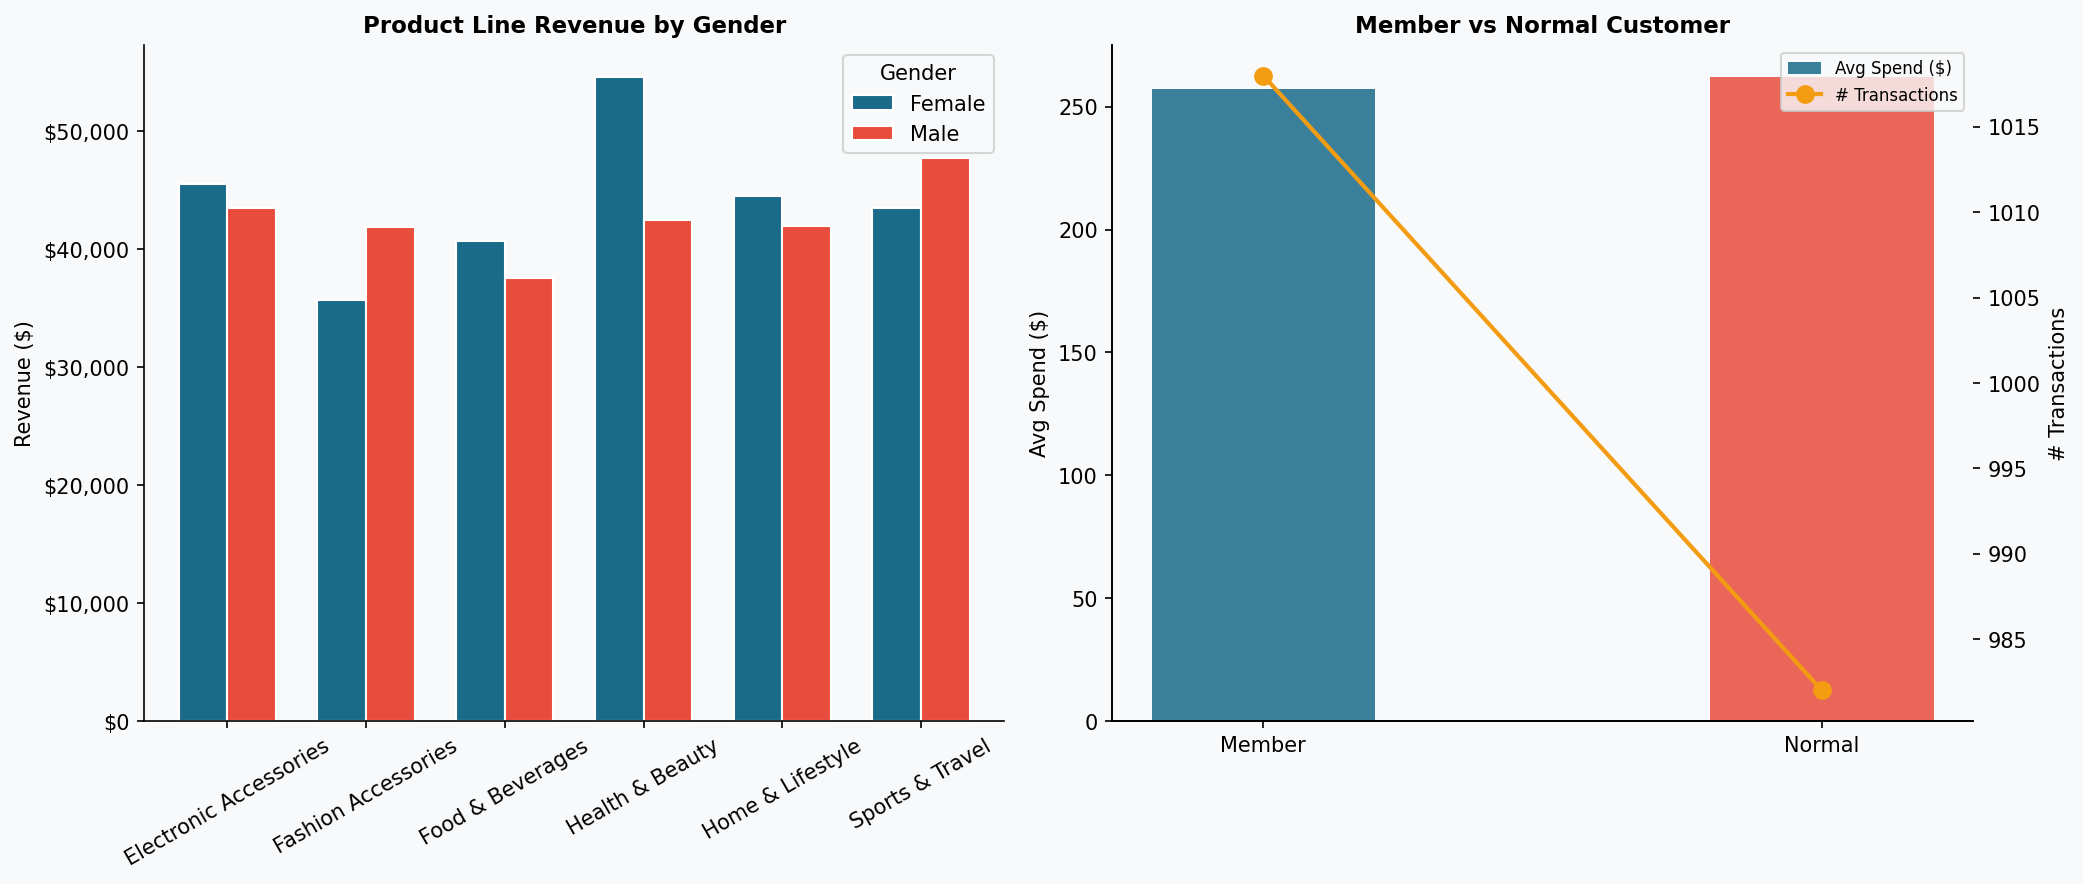 Product Line Revenue by Gender
Revenue ($)
$50,000
$40,000
$30,000
$20,000
$10,000
$0
Gender
Female
Male
Electronic Accessories
Fashion Accessories
Food & Beverages
Health & Beauty
Home & Lifestyle
Sports & Travel
Member vs Normal Customer
Avg Spend ($)
250
200
150
100
50
0
Avg Spend ($)
# Transactions
1015
1010
1005
1000
995
990
985
# Transactions
Member
Normal